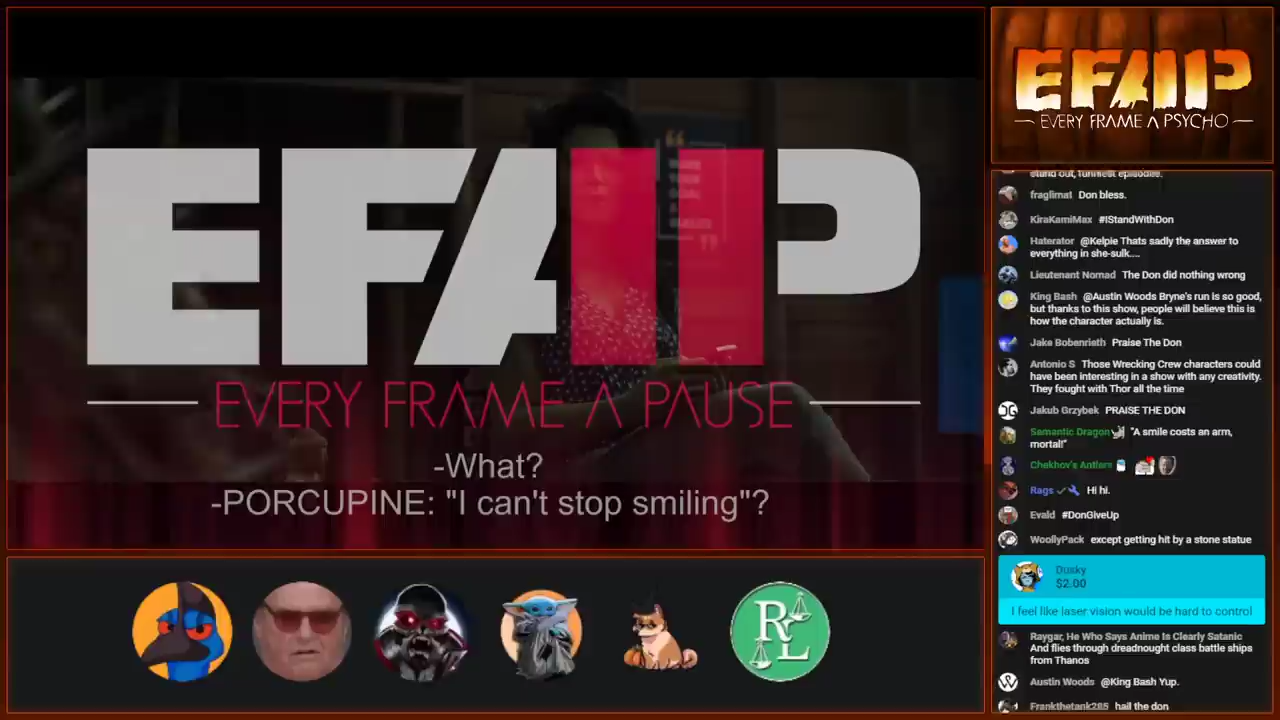 EFAP
EVERY FRAME A PAUSE
-What?
-PORCUPINE: "I can't stop smiling"?
EFAP
EVERY FRAME A PSYCHO
stand out, funniest episodes.
fraglimat Don bless.
KiraKamiMax #IStandWithDon
Haterator @Kelpie Thats sadly the answer to
everything in she-sulk....
Lieutenant Nomad The Don did nothing wrong
King Bash @Austin Woods Bryne's run is so good,
but thanks to this show, people will believe this is
how the character actually is.
Jake Bobenrieth Praise The Don
Antonio S Those Wrecking Crew characters could
have been interesting in a show with any creativity.
They fought with Thor all the time
Jakub Grzybek PRAISE THE DON
Semantic Dragon "A smile costs an arm,
mortal!"
Chekhov's Antlers
Rags Hi hi.
Evald #DonGiveUp
WoollyPack except getting hit by a stone statue
Dusky
$2.00
I feel like laser vision would be hard to control
Raygar, He Who Says Anime Is Clearly Satanic
And flies through dreadnought class battle ships
from Thanos
Austin Woods @King Bash Yup.
Frankthetank285 hail the don
RL